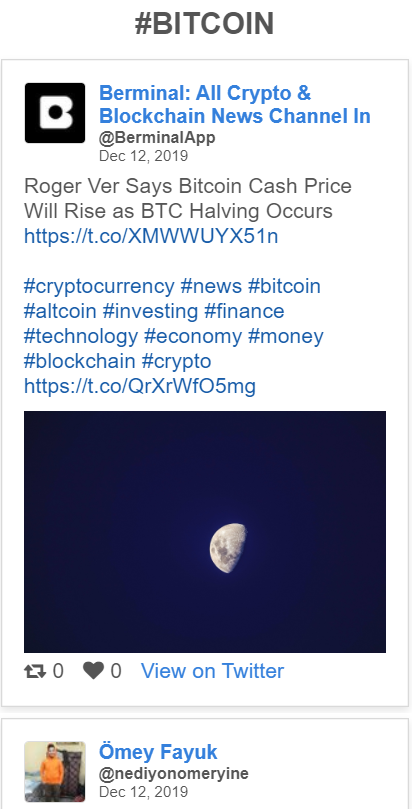 #BITCOIN
Berminal: All Crypto &
Blockchain News Channel In
@BerminalApp
Dec 12, 2019
Roger Ver Says Bitcoin Cash Price
Will Rise as BTC Halving Occurs
https://t.co/XMWWUYX51n
#cryptocurrency #news #bitcoin
#altcoin #investing #finance
#technology #economy #money
#blockchain #crypto
https://t.co/QrXrWfO5mg
0 0 View on Twitter
Ömey Fayuk
@nediyonomeryine
Dec 12, 2019